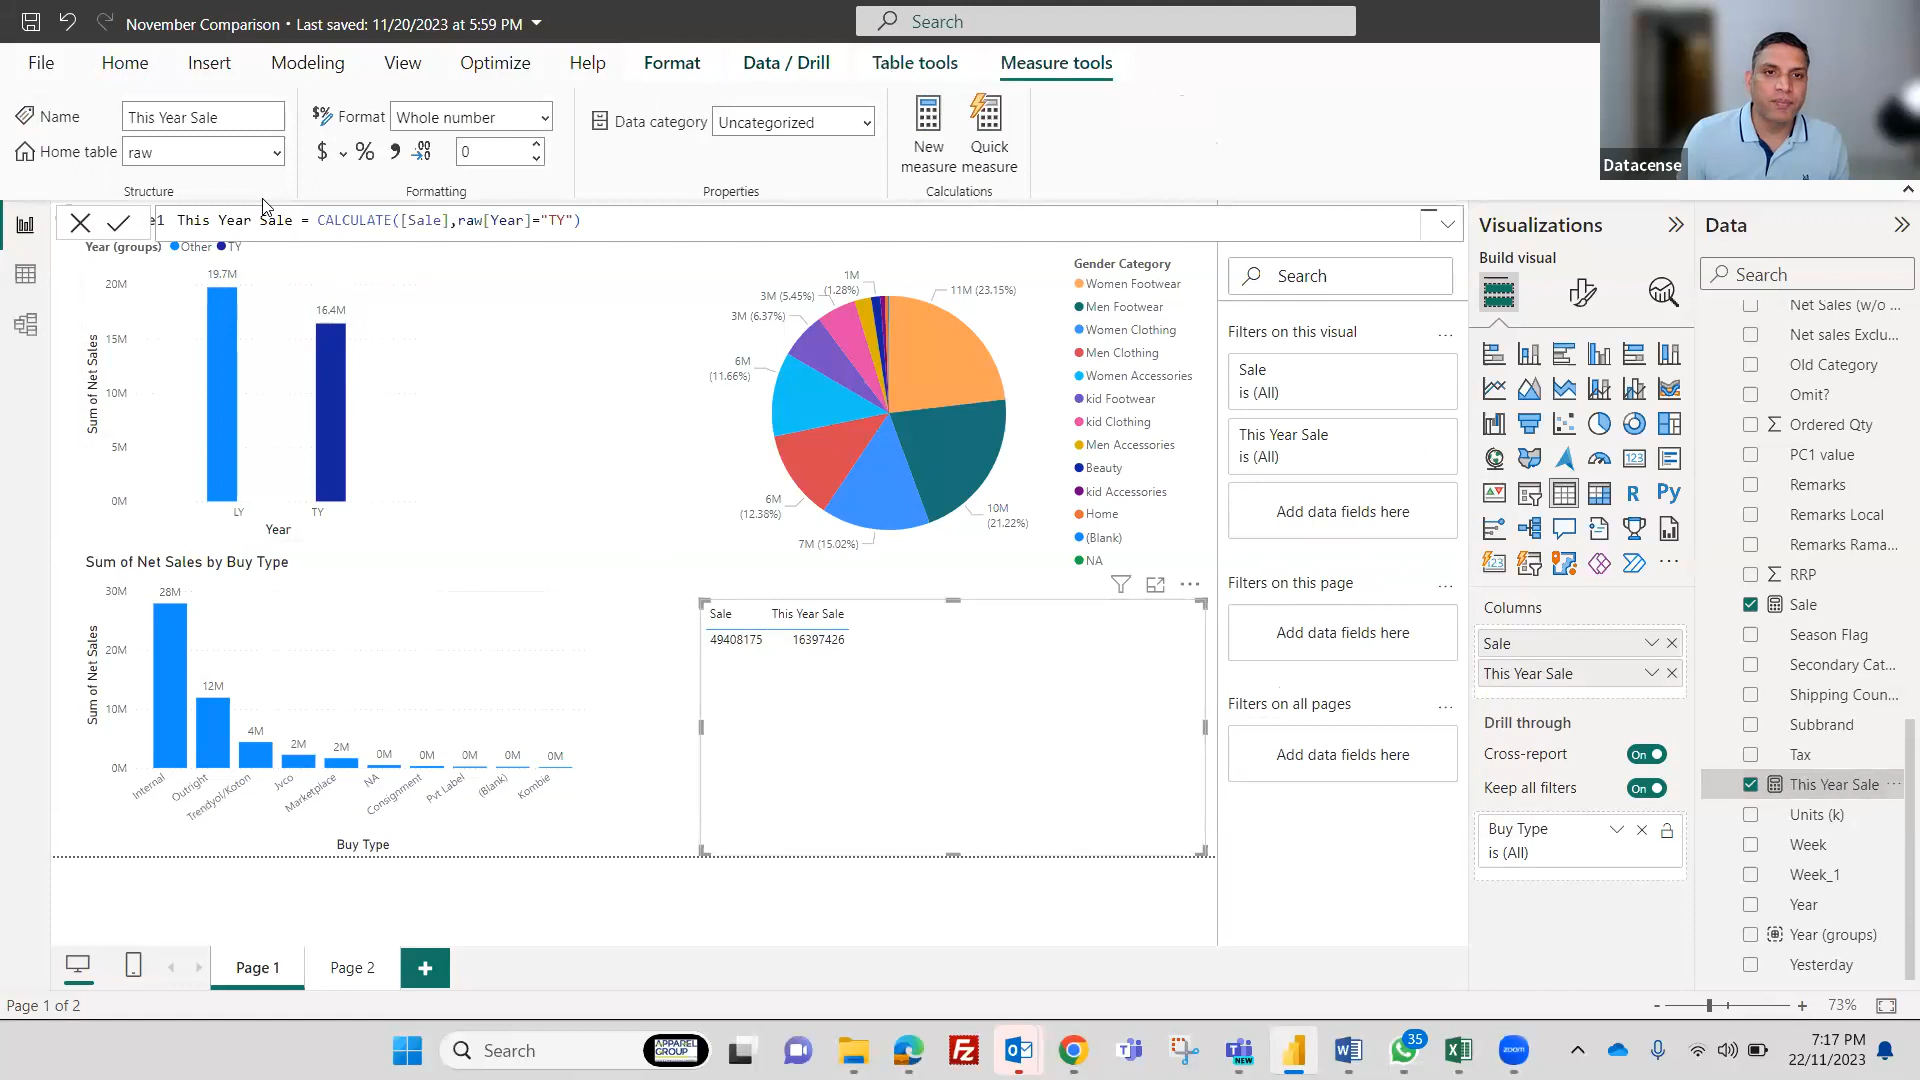 November Comparison • Last saved: 11/20/2023 at 5:59 PM
Search
File
Home
Insert
Modeling
View
Optimize
Help
Format
Data / Drill
Table tools
Measure tools
Name
This Year Sale
Home table
raw
Structure
Format
Whole number
$
%
0
Formatting
Data category
Uncategorized
Properties
New measure
Quick measure
Calculations
Datacense
1 This Year Sale = CALCULATE([Sale],raw[Year]="TY")
Year (groups) Other TY
20M
15M
10M
5M
0M
Sum of Net Sales
19.7M
16.4M
LY
TY
Year
1M (1.28%)
3M (5.45%)
3M (6.37%)
6M (11.66%)
6M (12.38%)
7M (15.02%)
10M (21.22%)
11M (23.15%)
Gender Category
Women Footwear
Men Footwear
Women Clothing
Men Clothing
Women Accessories
kid Footwear
kid Clothing
Men Accessories
Beauty
kid Accessories
Home
(Blank)
NA
Sum of Net Sales by Buy Type
30M
20M
10M
0M
Sum of Net Sales
28M
12M
4M
2M
2M
0M
0M
0M
0M
0M
Internal
Outright
Trendyol/Koton
Jvco
Marketplace
NA
Consignment
Pvt Label
(Blank)
Kombie
Buy Type
Sale This Year Sale
49408175 16397426
Search
Filters on this visual
Sale
is (All)
This Year Sale
is (All)
Add data fields here
Filters on this page
Add data fields here
Filters on all pages
Add data fields here
Visualizations
Build visual
123
R
Py
Columns
Sale
This Year Sale
Drill through
Cross-report
On
Keep all filters
On
Buy Type
is (All)
Data
Search
Net Sales (w/o ...
Net sales Exclu...
Old Category
Omit?
Ordered Qty
PC1 value
Remarks
Remarks Local
Remarks Rama...
RRP
Sale
Season Flag
Secondary Cat...
Shipping Coun...
Subbrand
Tax
This Year Sale
Units (k)
Week
Week_1
Year
Year (groups)
Yesterday
Page 1
Page 2
Page 1 of 2
73%
Search
APPAREL GROUP
NEW
35
zoom
7:17 PM
22/11/2023